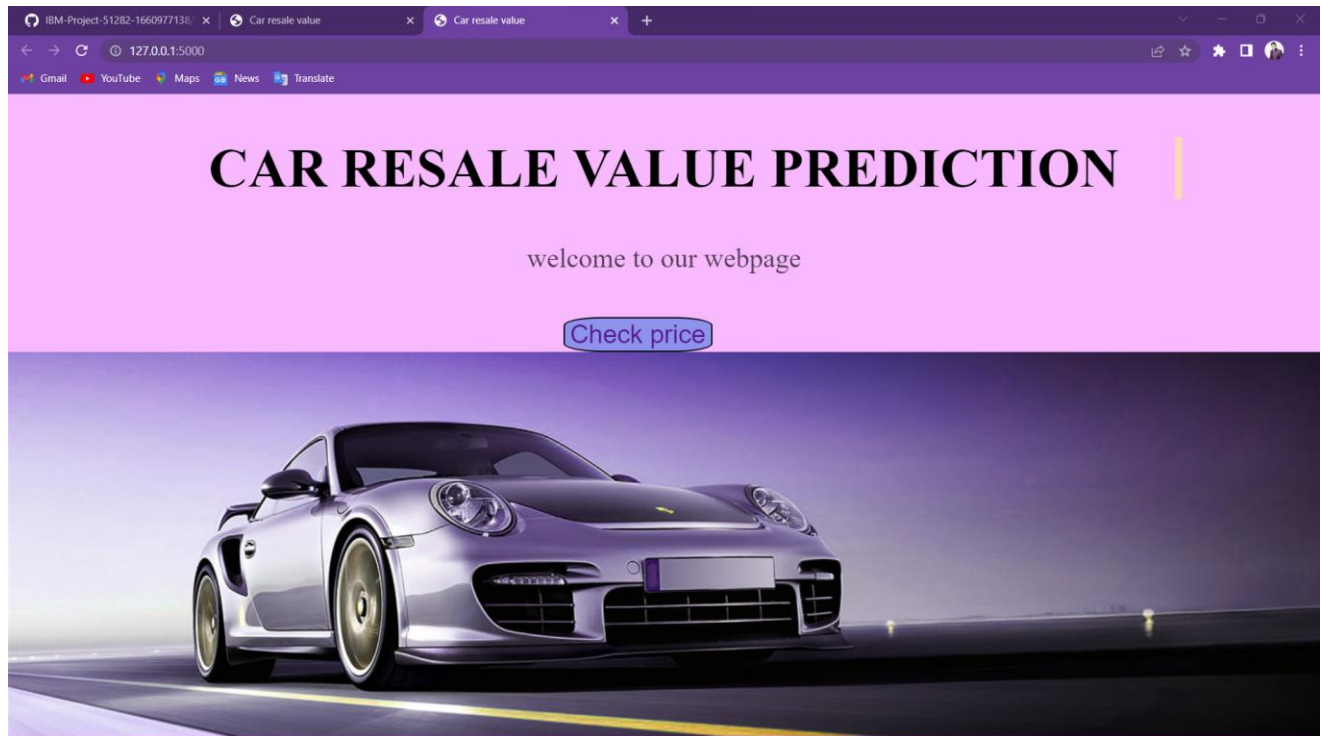 IBM-Project-51282-1660977138/
Car resale value
Car resale value
127.0.0.1:5000
Gmail
YouTube
Maps
News
Translate
CAR RESALE VALUE PREDICTION
welcome to our webpage
Check price